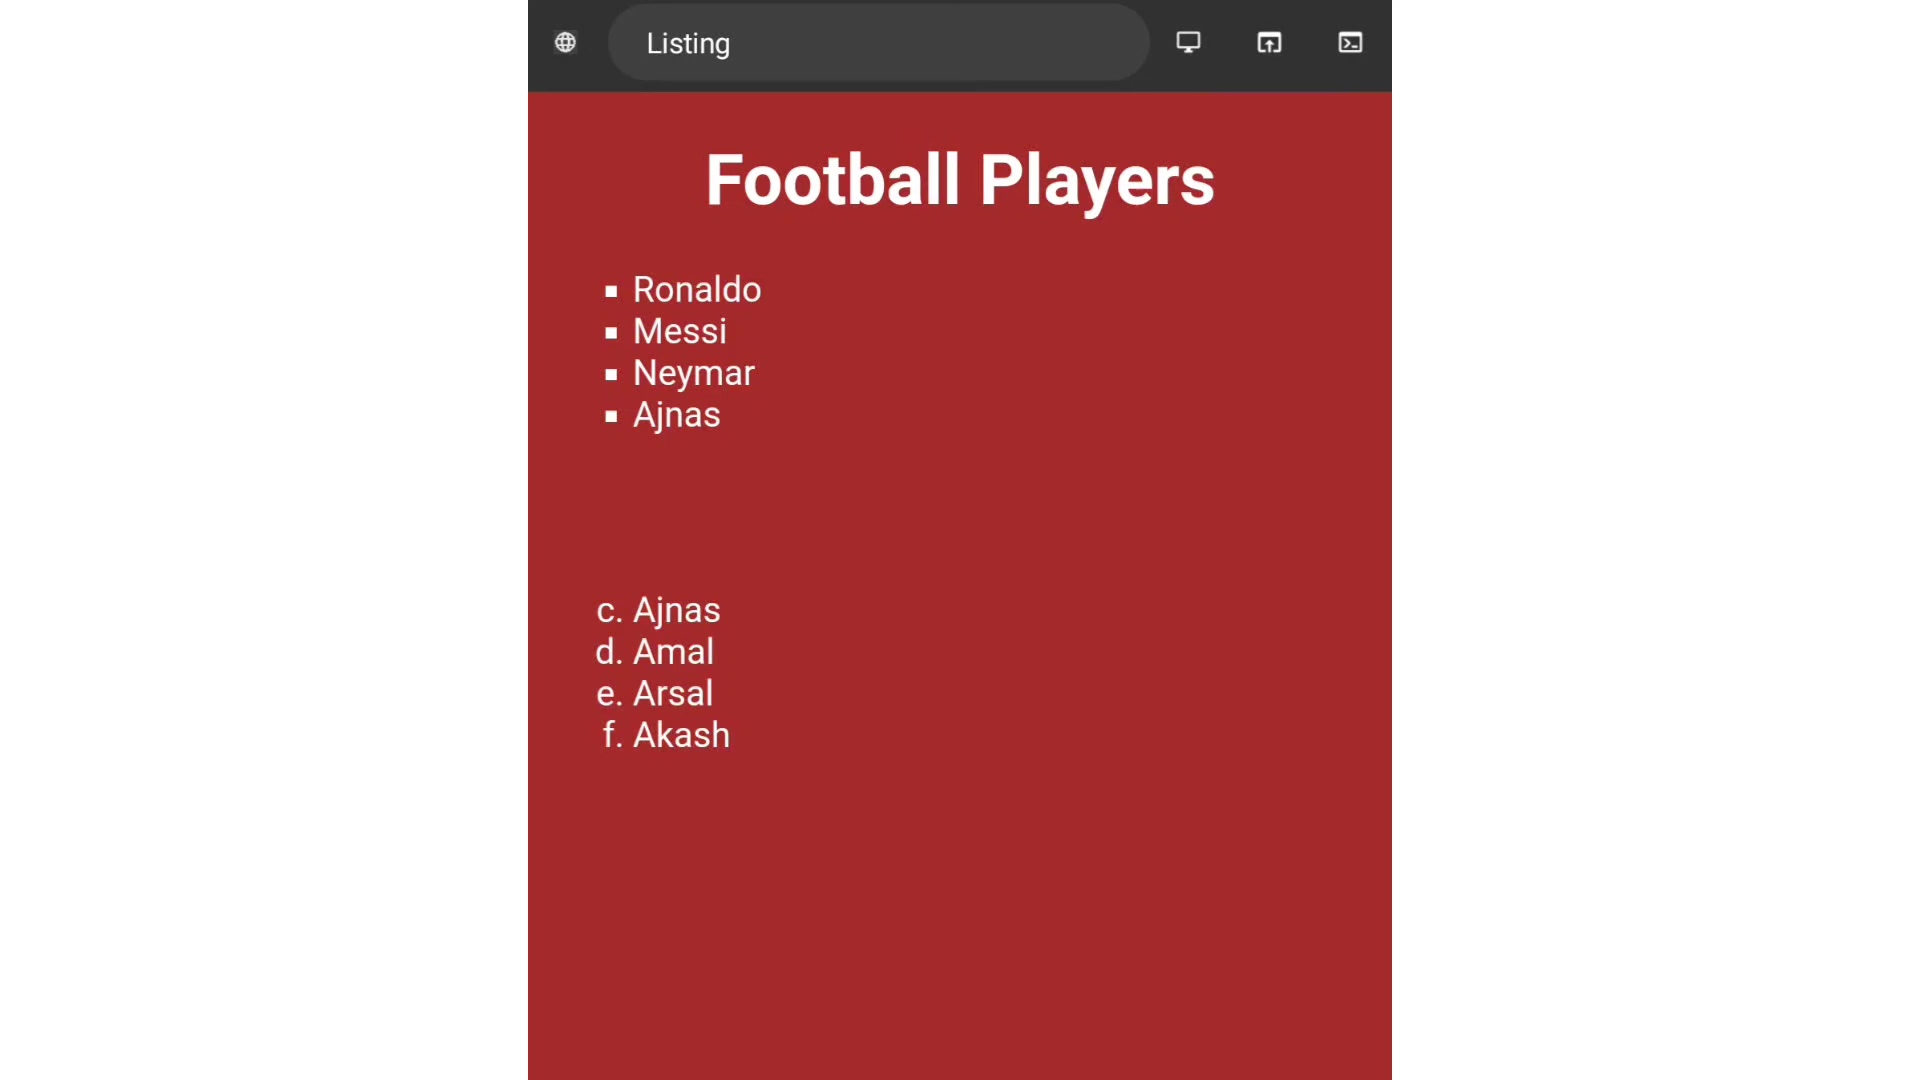 Listing
Football Players
▪ Ronaldo
▪ Messi
▪ Neymar
▪ Ajnas
c. Ajnas
d. Amal
e. Arsal
f. Akash